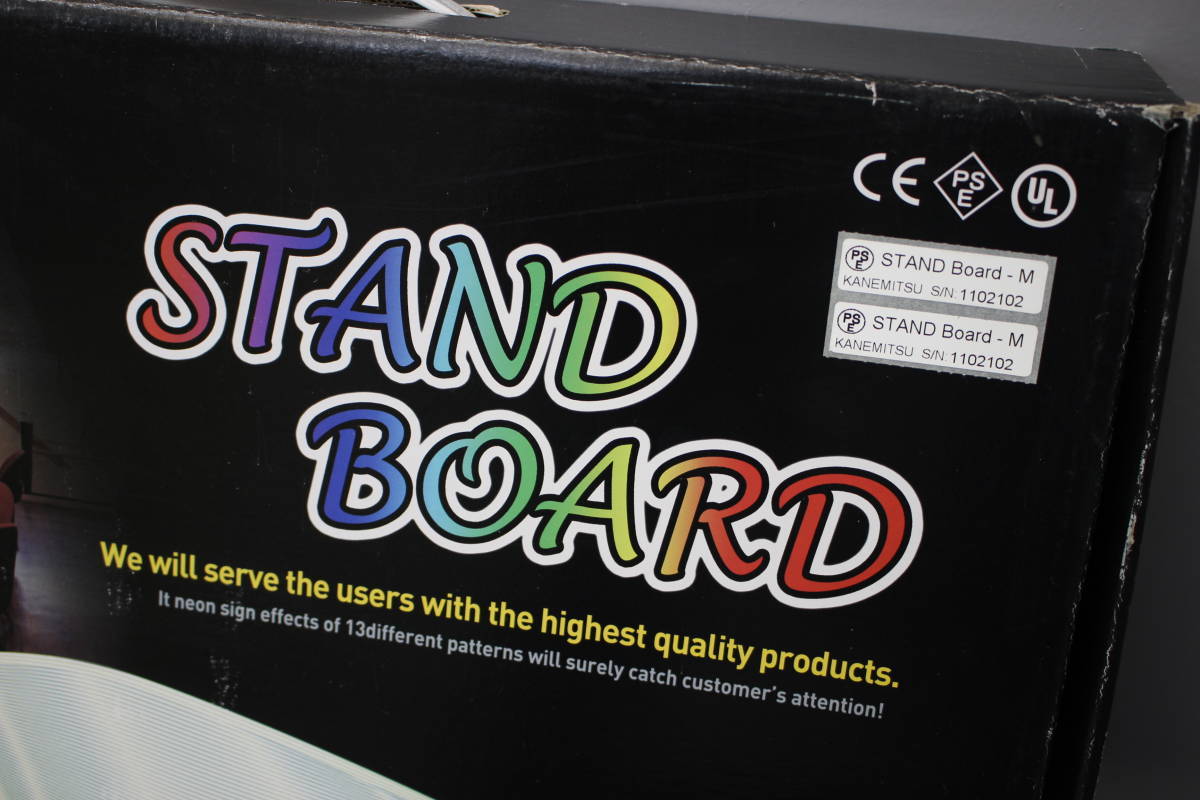 CE PSE UL
PSE STAND Board - M
KANEMITSU S/N:1102102
PSE STAND Board - M
KANEMITSU S/N:1102102
STAND
BOARD
We will serve the users with the highest quality products.
It neon sign effects of 13different patterns will surely catch customer's attention!